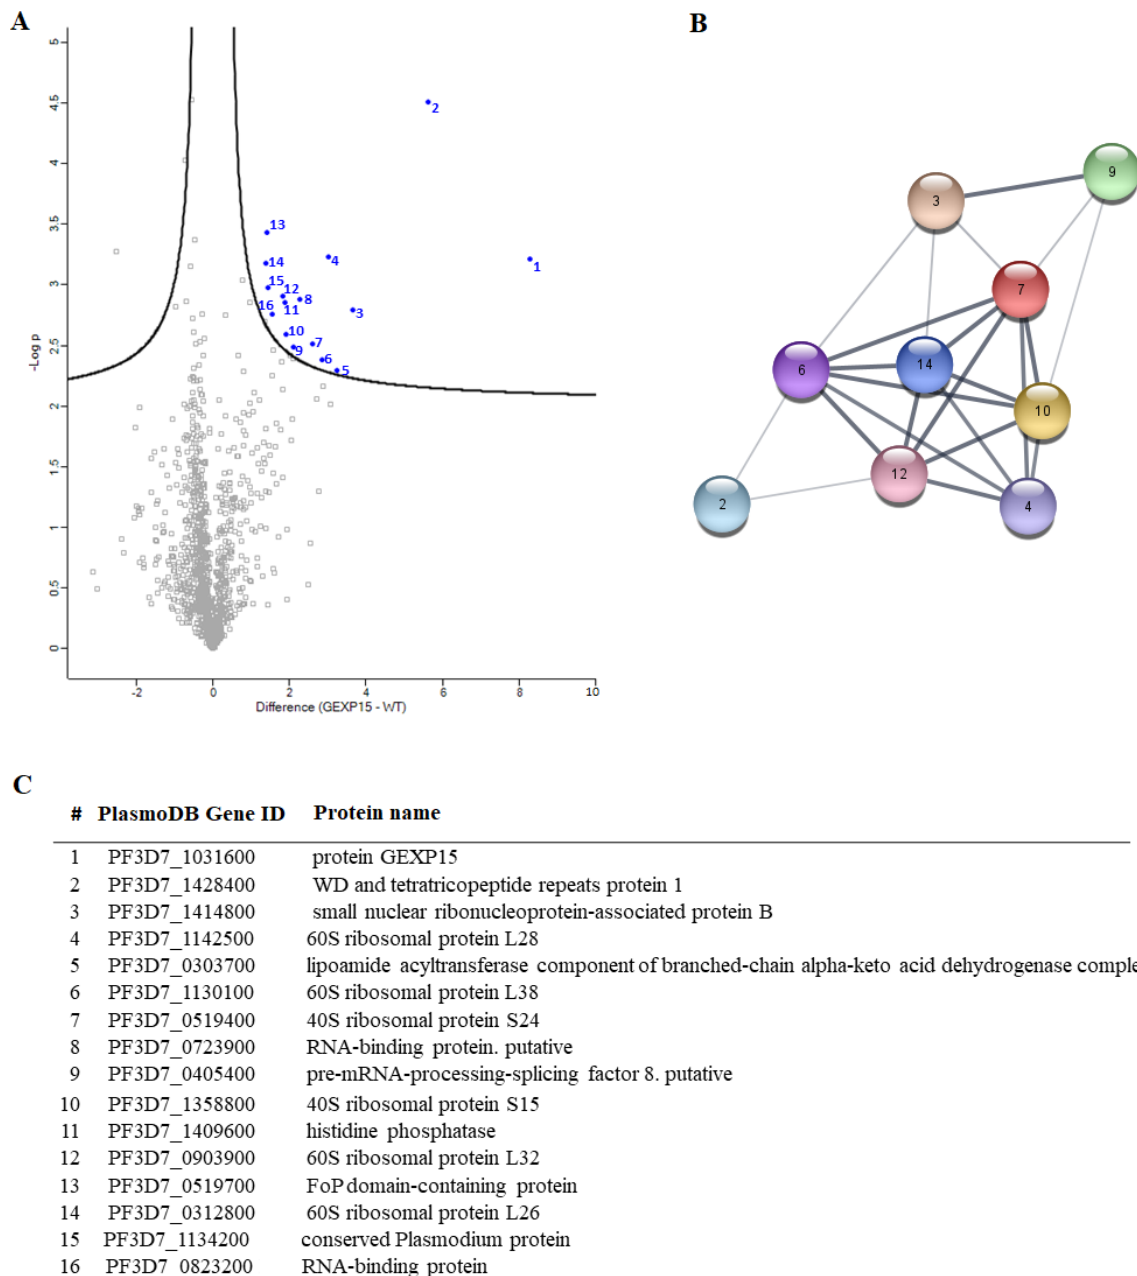 A
B
-Log p
5
4.5
4
3.5
3
2.5
2
1.5
1
0.5
0
2
13
14
4
1
15
12
8
16
11
3
10
7
9
6
5
-2
0
2
4
6
8
10
Difference (GEXP15 - WT)
9
3
7
14
6
10
12
2
4
C
# PlasmoDB Gene ID Protein name
1 PF3D7_1031600 protein GEXP15
2 PF3D7_1428400 WD and tetratricopeptide repeats protein 1
3 PF3D7_1414800 small nuclear ribonucleoprotein-associated protein B
4 PF3D7_1142500 60S ribosomal protein L28
5 PF3D7_0303700 lipoamide acyltransferase component of branched-chain alpha-keto acid dehydrogenase comple
6 PF3D7_1130100 60S ribosomal protein L38
7 PF3D7_0519400 40S ribosomal protein S24
8 PF3D7_0723900 RNA-binding protein. putative
9 PF3D7_0405400 pre-mRNA-processing-splicing factor 8. putative
10 PF3D7_1358800 40S ribosomal protein S15
11 PF3D7_1409600 histidine phosphatase
12 PF3D7_0903900 60S ribosomal protein L32
13 PF3D7_0519700 FoP domain-containing protein
14 PF3D7_0312800 60S ribosomal protein L26
15 PF3D7_1134200 conserved Plasmodium protein
16 PF3D7_0823200 RNA-binding protein